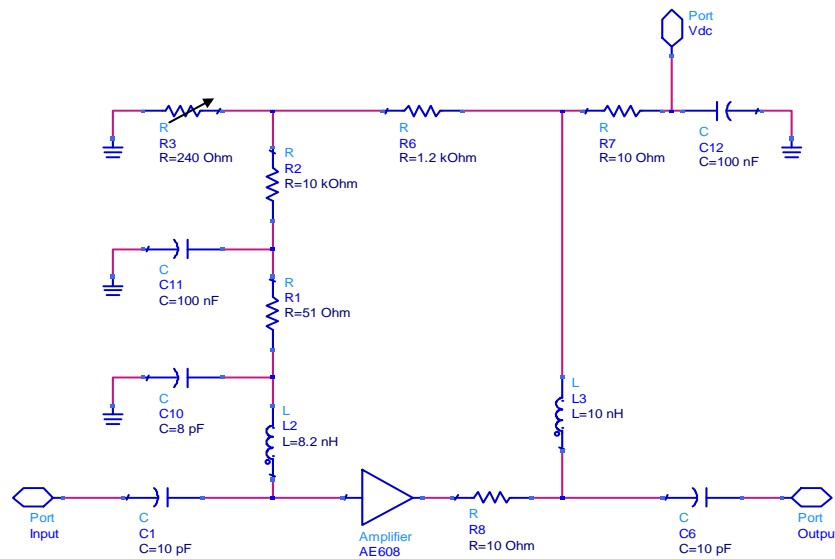 Port
Vdc
R
R3
R=240 Ohm
R
R6
R=1.2 kOhm
R
R7
R=10 Ohm
C
C12
C=100 nF
R
R2
R=10 kOhm
C
C11
C=100 nF
R
R1
R=51 Ohm
C
C10
C=8 pF
L
L2
L=8.2 nH
L
L3
L=10 nH
Port
Input
C
C1
C=10 pF
Amplifier
AE608
R
R8
R=10 Ohm
C
C6
C=10 pF
Port
Outpu